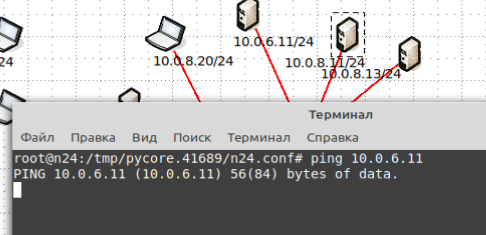 10.0.6.11/24
24
10.0.8.20/24
10.0.8.11/24
10.0.8.13/24
Терминал
Файл Правка Вид Поиск Терминал Справка
root@n24:/tmp/pycore.41689/n24.conf# ping 10.0.6.11
PING 10.0.6.11 (10.0.6.11) 56(84) bytes of data.